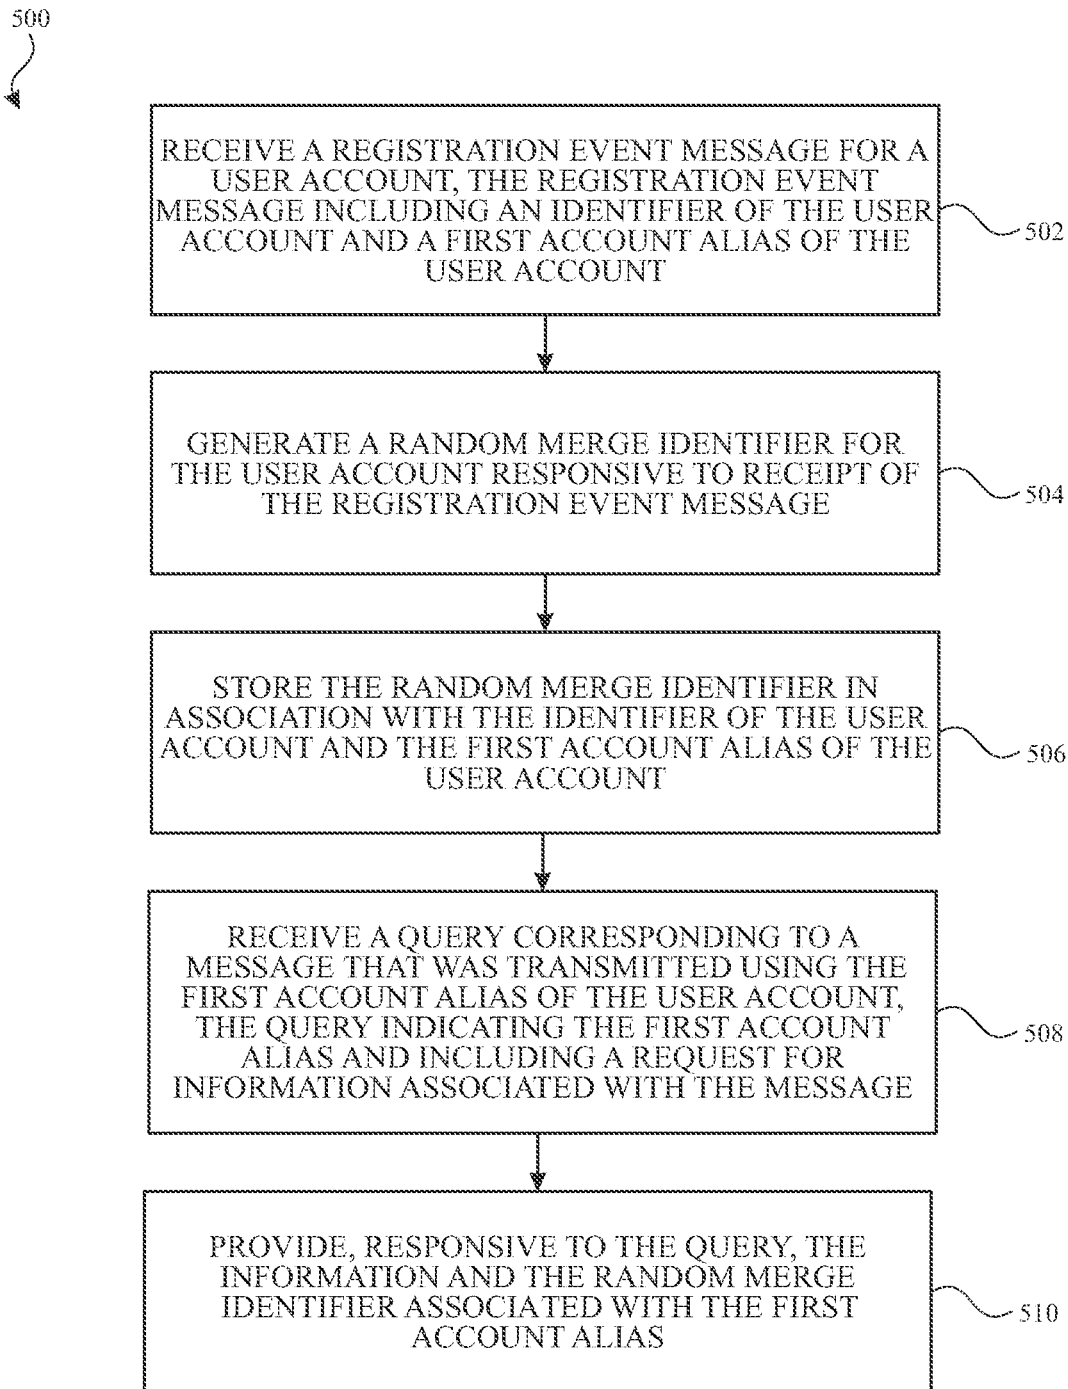 500
RECEIVE A REGISTRATION EVENT MESSAGE FOR A
USER ACCOUNT, THE REGISTRATION EVENT
MESSAGE INCLUDING AN IDENTIFIER OF THE USER
ACCOUNT AND A FIRST ACCOUNT ALIAS OF THE
USER ACCOUNT
502
GENERATE A RANDOM MERGE IDENTIFIER FOR
THE USER ACCOUNT RESPONSIVE TO RECEIPT OF
THE REGISTRATION EVENT MESSAGE
504
STORE THE RANDOM MERGE IDENTIFIER IN
ASSOCIATION WITH THE IDENTIFIER OF THE USER
ACCOUNT AND THE FIRST ACCOUNT ALIAS OF THE
USER ACCOUNT
506
RECEIVE A QUERY CORRESPONDING TO A
MESSAGE THAT WAS TRANSMITTED USING THE
FIRST ACCOUNT ALIAS OF THE USER ACCOUNT,
THE QUERY INDICATING THE FIRST ACCOUNT
ALIAS AND INCLUDING A REQUEST FOR
INFORMATION ASSOCIATED WITH THE MESSAGE
508
PROVIDE, RESPONSIVE TO THE QUERY, THE
INFORMATION AND THE RANDOM MERGE
IDENTIFIER ASSOCIATED WITH THE FIRST
ACCOUNT ALIAS
510